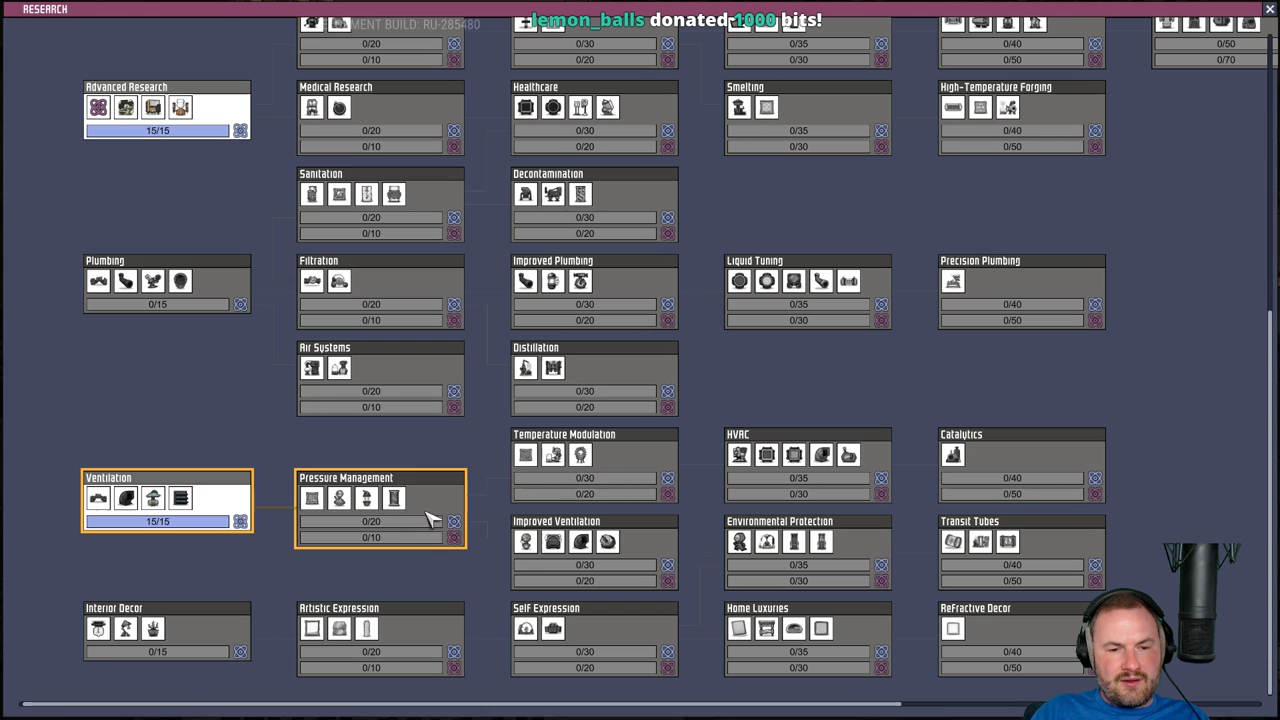 RESEARCH
MENT BUILD: RU-285480
lemon_balls donated 1000 bits!
0/20 0/30 0/35 0/40 0/50
0/10 0/20 0/30 0/50 0/70
Advanced Research
15/15
Medical Research
0/20
0/10
Healthcare
0/30
0/20
Smelting
0/35
0/30
High-Temperature Forging
0/40
0/50
Sanitation
0/20
0/10
Decontamination
0/30
0/20
Plumbing
0/15
Filtration
0/20
0/10
Improved Plumbing
0/30
0/20
Liquid Tuning
0/35
0/30
Precision Plumbing
0/40
0/50
Air Systems
0/20
0/10
Distillation
0/30
0/20
Temperature Modulation
0/30
0/20
HVAC
0/35
0/30
Catalytics
0/40
0/50
Ventilation
15/15
Pressure Management
0/20
0/10
Improved Ventilation
0/30
0/20
Environmental Protection
0/35
0/30
Transit Tubes
0/40
0/50
Interior Decor
0/15
Artistic Expression
0/20
0/10
Self Expression
0/30
0/20
Home Luxuries
0/35
0/30
Refractive Decor
0/40
0/50